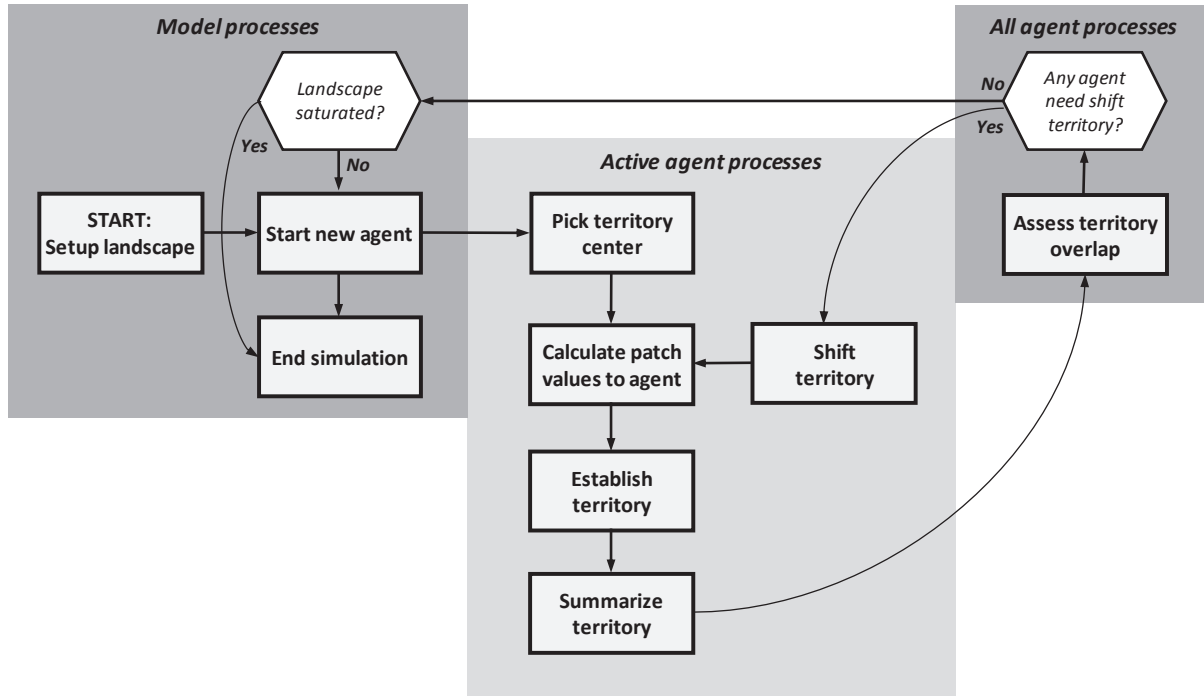 Model processes
Landscape
saturated?
Yes
No
START:
Setup landscape
Start new agent
End simulation
Active agent processes
Pick territory
center
Calculate patch
values to agent
Shift
territory
Establish
territory
Summarize
territory
All agent processes
Any agent
need shift
territory?
No
Yes
Assess territory
overlap